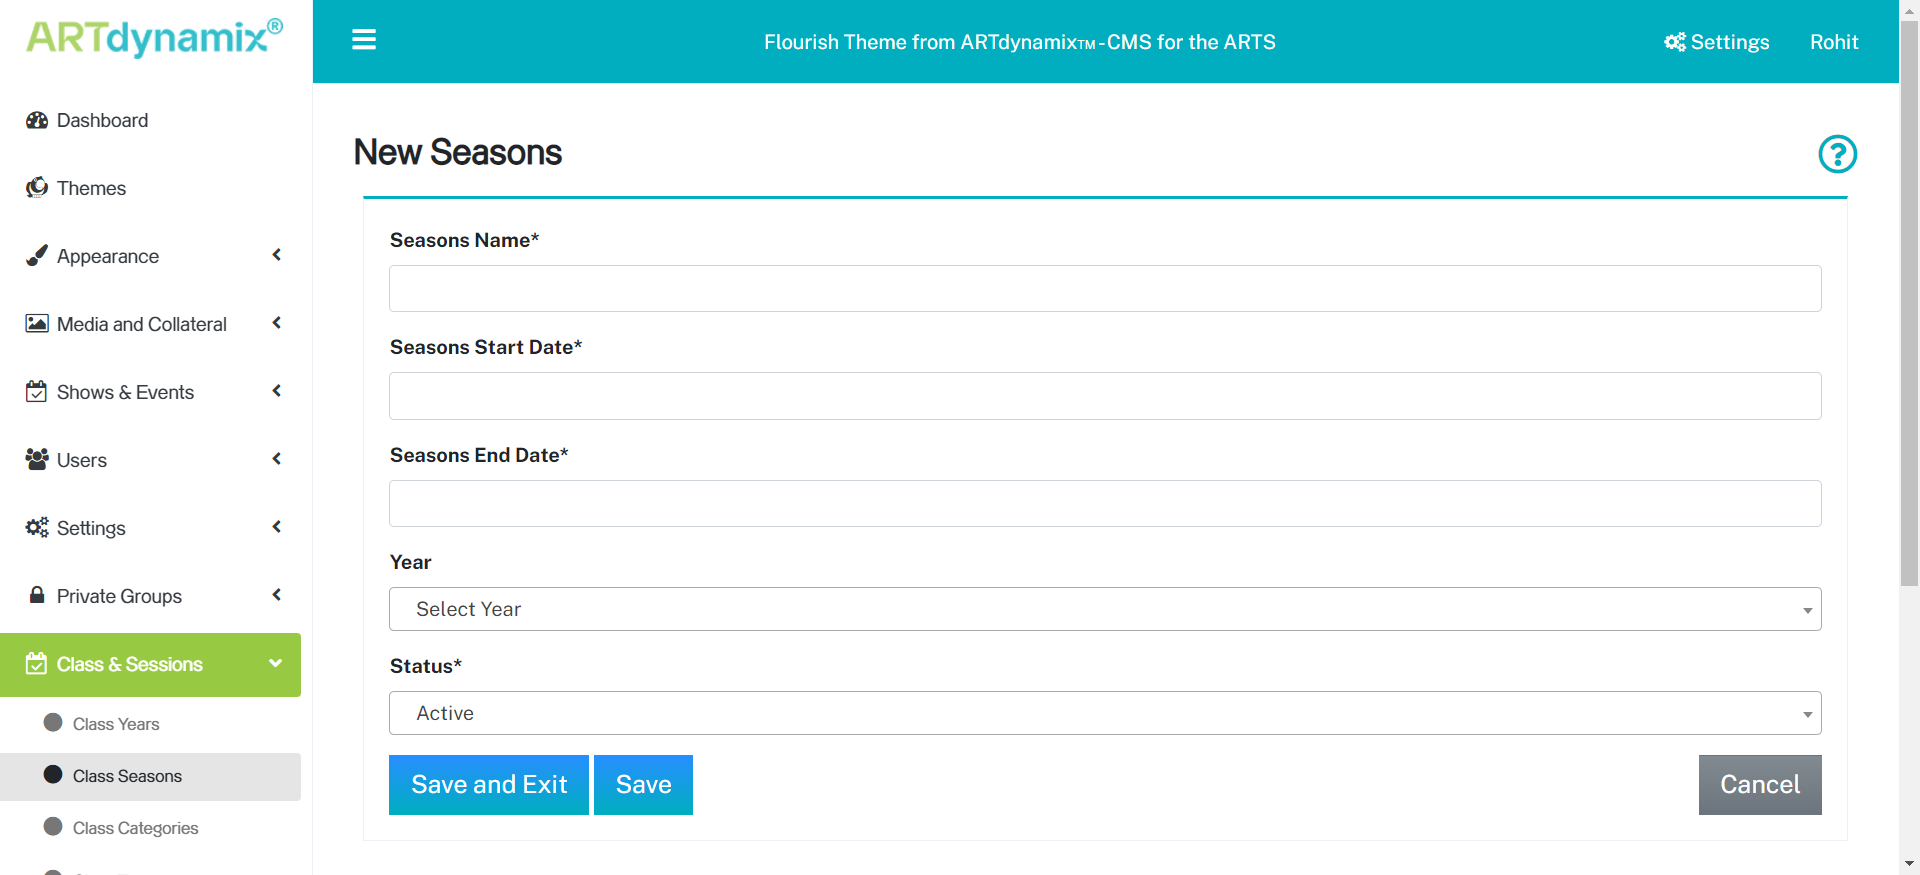 ARTdynamix®
Flourish Theme from ARTdynamix™-CMS for the ARTS
Settings
Rohit
Dashboard
Themes
Appearance
Media and Collateral
Shows & Events
Users
Settings
Private Groups
Class & Sessions
Class Years
Class Seasons
Class Categories
New Seasons
Seasons Name*
Seasons Start Date*
Seasons End Date*
Year
Select Year
Status*
Active
Save and Exit
Save
Cancel